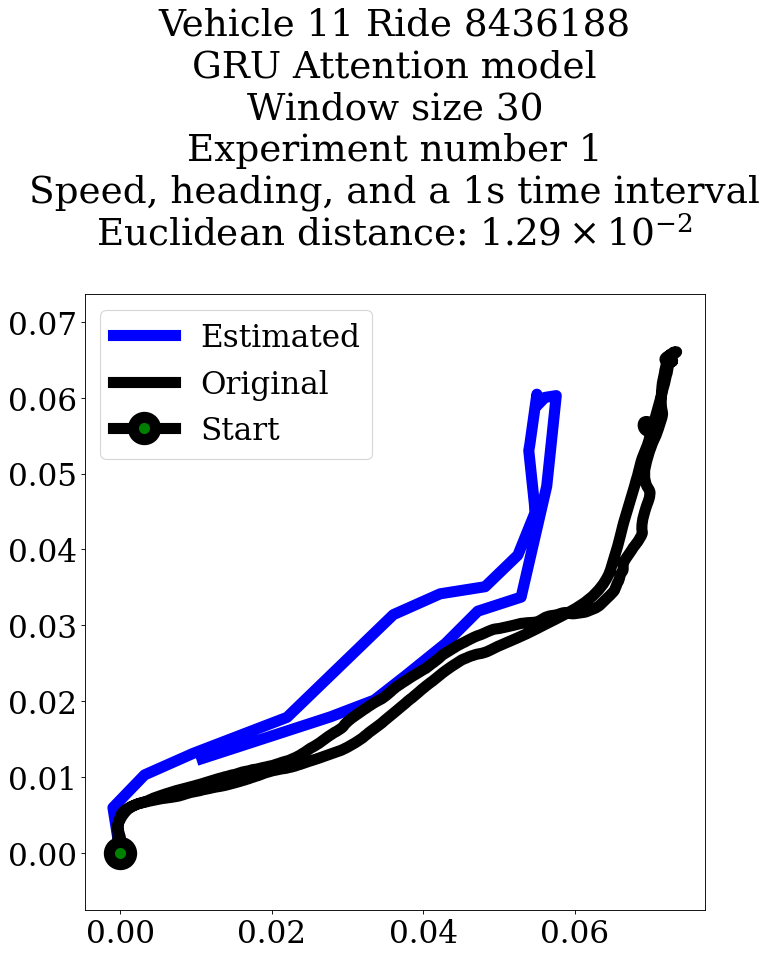 Vehicle 11 Ride 8436188
GRU Attention model
Window size 30
Experiment number 1
Speed, heading, and a 1s time interval
Euclidean distance: 1.29 × 10⁻²
0.07
0.06
0.05
0.04
0.03
0.02
0.01
0.00
Estimated
Original
Start
0.00 0.02 0.04 0.06